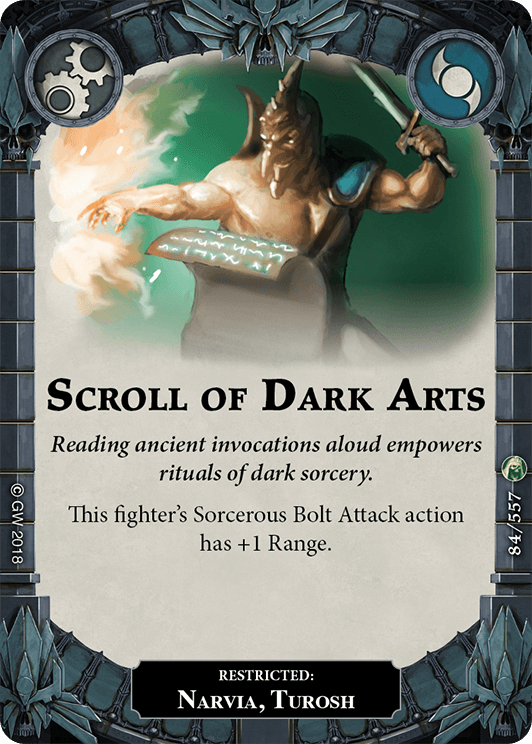 Scroll of Dark Arts
Reading ancient invocations aloud empowers
rituals of dark sorcery.
This fighter's Sorcerous Bolt Attack action
has +1 Range.
© GW 2018
84/557
RESTRICTED:
Narvia, Turosh